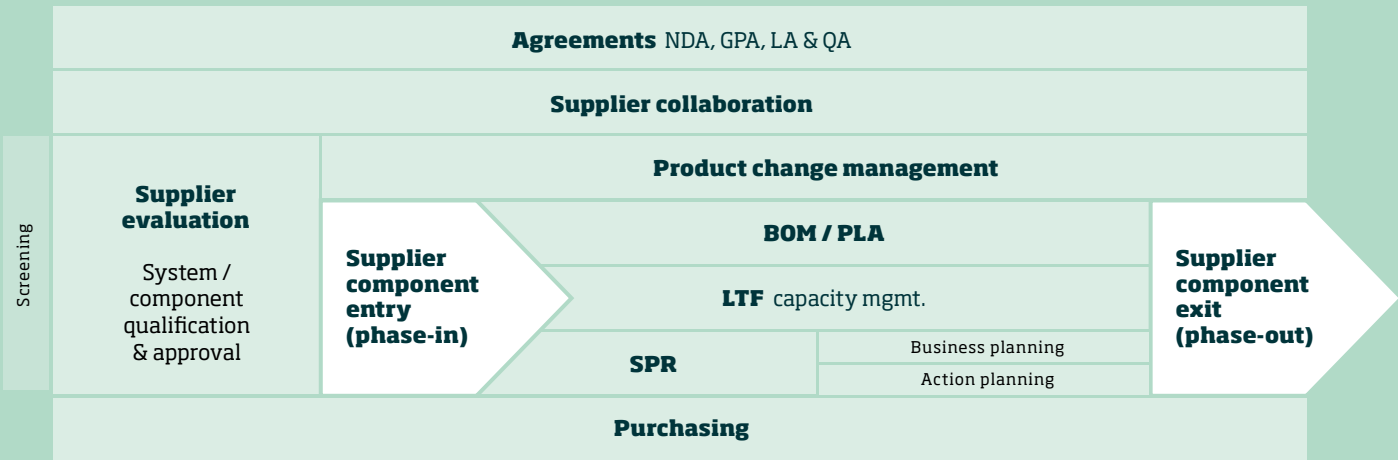 Agreements NDA, GPA, LA & QA
Supplier collaboration
Screening
Supplier
evaluation
System /
component
qualification
& approval
Product change management
Supplier
component
entry
(phase-in)
BOM / PLA
LTF capacity mgmt.
SPR
Business planning
Action planning
Supplier
component
exit
(phase-out)
Purchasing